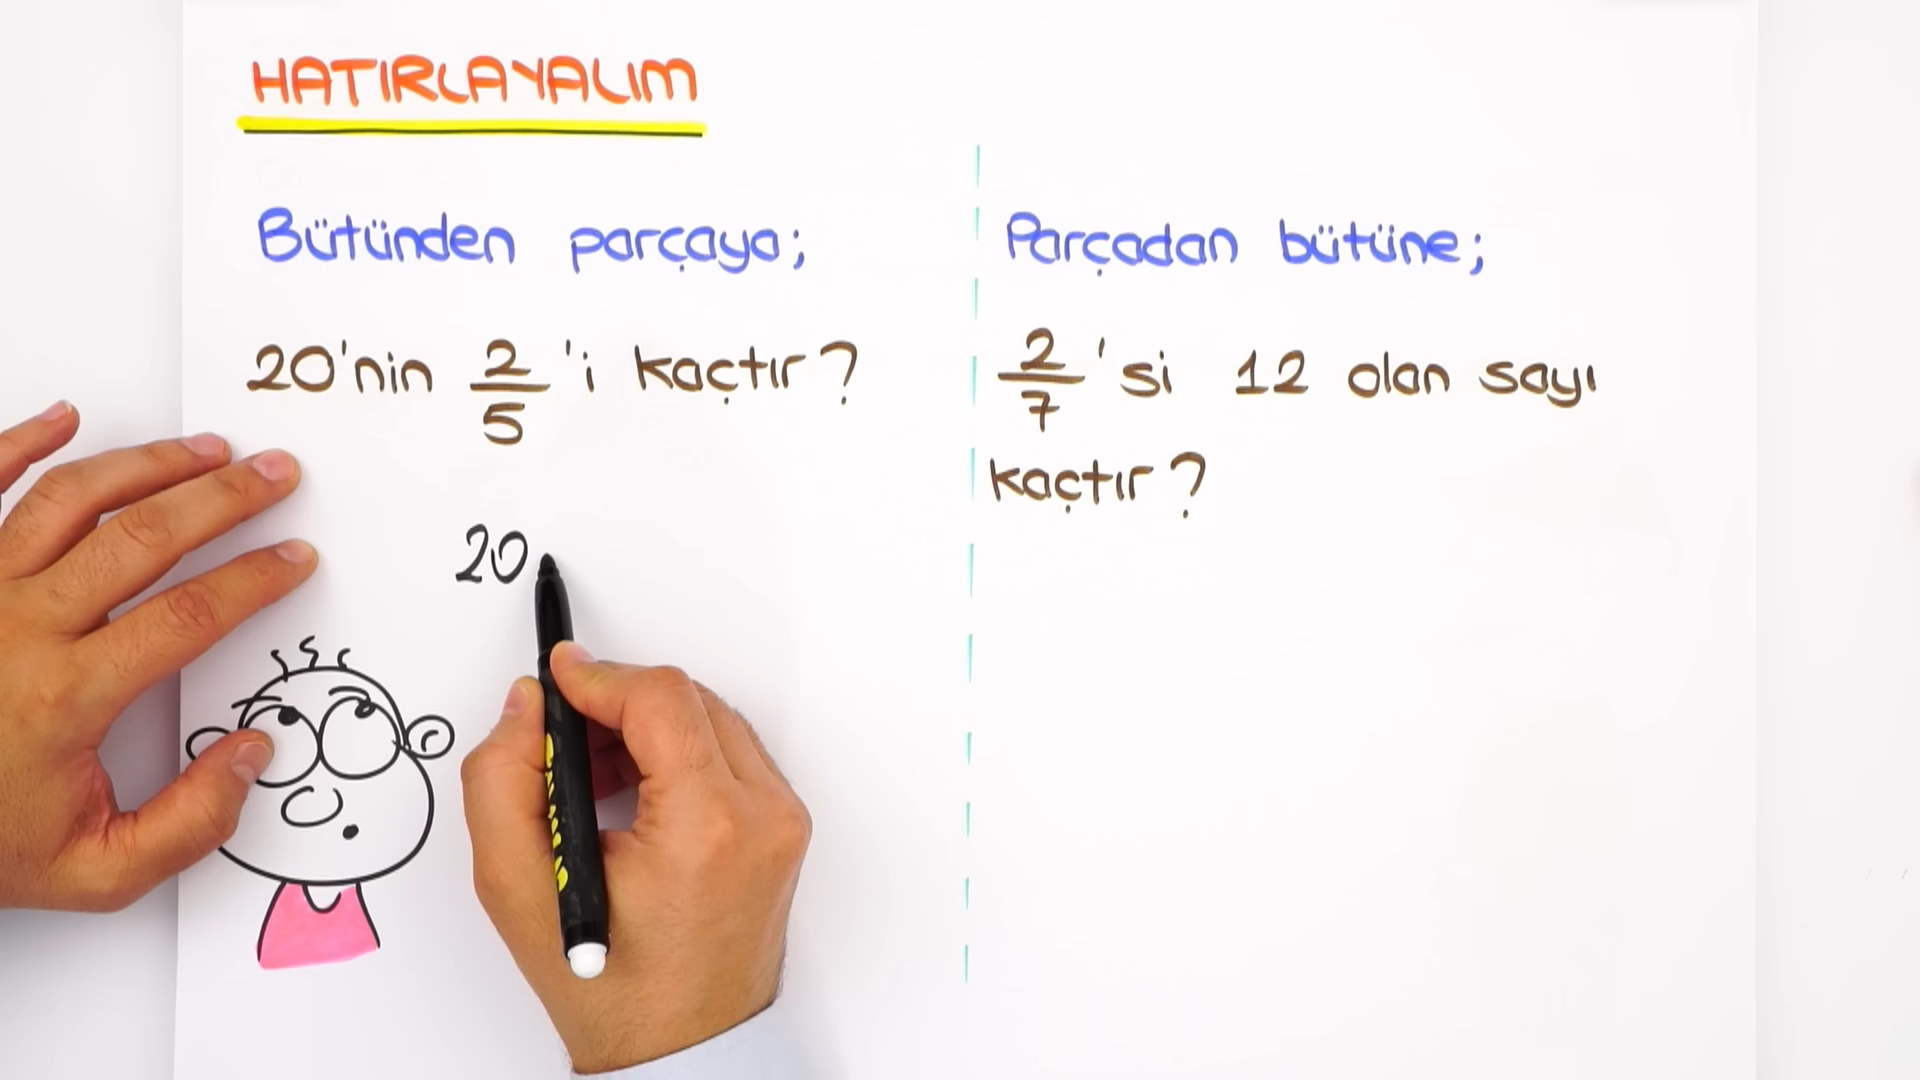 HATIRLAYALIM
Bütünden parçaya;
20'nin 2/5 'i kaçtır?
20
Parçadan bütüne;
2/7 'si 12 olan sayı
kaçtır?